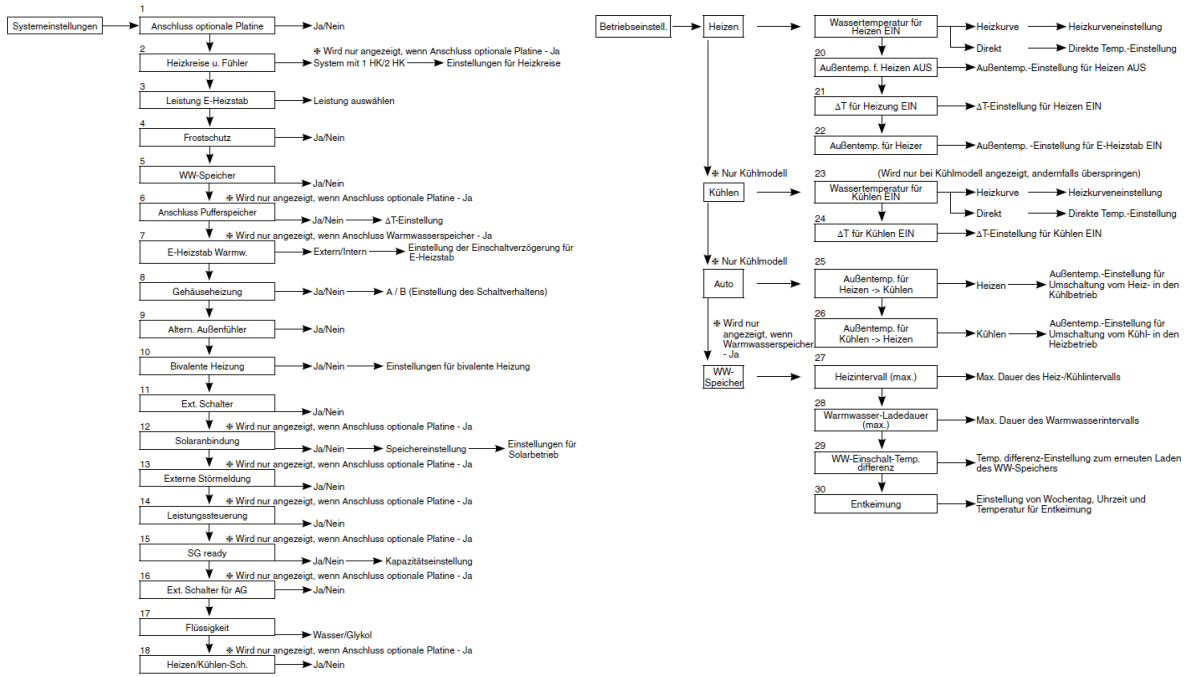 Systemeinstellungen
1
Anschluss optionale Platine
Ja/Nein
2
❈ Wird nur angezeigt, wenn Anschluss optionale Platine - Ja
Heizkreise u. Fühler
System mit 1 HK/2 HK
Einstellungen für Heizkreise
3
Leistung E-Heizstab
Leistung auswählen
4
Frostschutz
Ja/Nein
5
WW-Speicher
Ja/Nein
6
❈ Wird nur angezeigt, wenn Anschluss optionale Platine - Ja
Anschluss Pufferspeicher
Ja/Nein
ΔT-Einstellung
7
❈ Wird nur angezeigt, wenn Anschluss Warmwasserspeicher - Ja
E-Heizstab Warmw.
Extern/Intern
Einstellung der Einschaltverzögerung für
E-Heizstab
8
Gehäuseheizung
Ja/Nein
A / B (Einstellung des Schaltverhaltens)
9
Altern. Außenfühler
Ja/Nein
10
Bivalente Heizung
Ja/Nein
Einstellungen für bivalente Heizung
11
Ext. Schalter
Ja/Nein
12
❈ Wird nur angezeigt, wenn Anschluss optionale Platine - Ja
Solaranbindung
Ja/Nein
Speichereinstellung
Einstellungen für
Solarbetrieb
13
❈ Wird nur angezeigt, wenn Anschluss optionale Platine - Ja
Externe Störmeldung
Ja/Nein
14
❈ Wird nur angezeigt, wenn Anschluss optionale Platine - Ja
Leistungssteuerung
Ja/Nein
15
❈ Wird nur angezeigt, wenn Anschluss optionale Platine - Ja
SG ready
Ja/Nein
Kapazitätseinstellung
16
❈ Wird nur angezeigt, wenn Anschluss optionale Platine - Ja
Ext. Schalter für AG
Ja/Nein
17
Flüssigkeit
Wasser/Glykol
18
❈ Wird nur angezeigt, wenn Anschluss optionale Platine - Ja
Heizen/Kühlen-Sch.
Ja/Nein
Betriebseinstell.
Heizen
Wassertemperatur für
Heizen EIN
Heizkurve
Heizkurveneinstellung
Direkt
Direkte Temp.-Einstellung
20
Außentemp. f. Heizen AUS
Außentemp.-Einstellung für Heizen AUS
21
ΔT für Heizung EIN
ΔT-Einstellung für Heizen EIN
22
Außentemp. für Heizer
Außentemp. -Einstellung für E-Heizstab EIN
❈ Nur Kühlmodell
Kühlen
23
(Wird nur bei Kühlmodell angezeigt, andernfalls überspringen)
Wassertemperatur für
Kühlen EIN
Heizkurve
Heizkurveneinstellung
Direkt
Direkte Temp.-Einstellung
24
ΔT für Kühlen EIN
ΔT-Einstellung für Kühlen EIN
❈ Nur Kühlmodell
Auto
25
Außentemp. für
Heizen -> Kühlen
Heizen
Außentemp.-Einstellung für
Umschaltung vom Heiz- in den
Kühlbetrieb
26
Außentemp. für
Kühlen -> Heizen
Kühlen
Außentemp.-Einstellung für
Umschaltung vom Kühl- in den
Heizbetrieb
❈ Wird nur
angezeigt, wenn
Warmwasserspeicher
- Ja
WW-
Speicher
27
Heizintervall (max.)
Max. Dauer des Heiz-/Kühlintervalls
28
Warmwasser-Ladedauer
(max.)
Max. Dauer des Warmwasserintervalls
29
WW-Einschalt-Temp.
differenz
Temp. differenz-Einstellung zum erneuten Laden
des WW-Speichers
30
Entkeimung
Einstellung von Wochentag, Uhrzeit und
Temperatur für Entkeimung